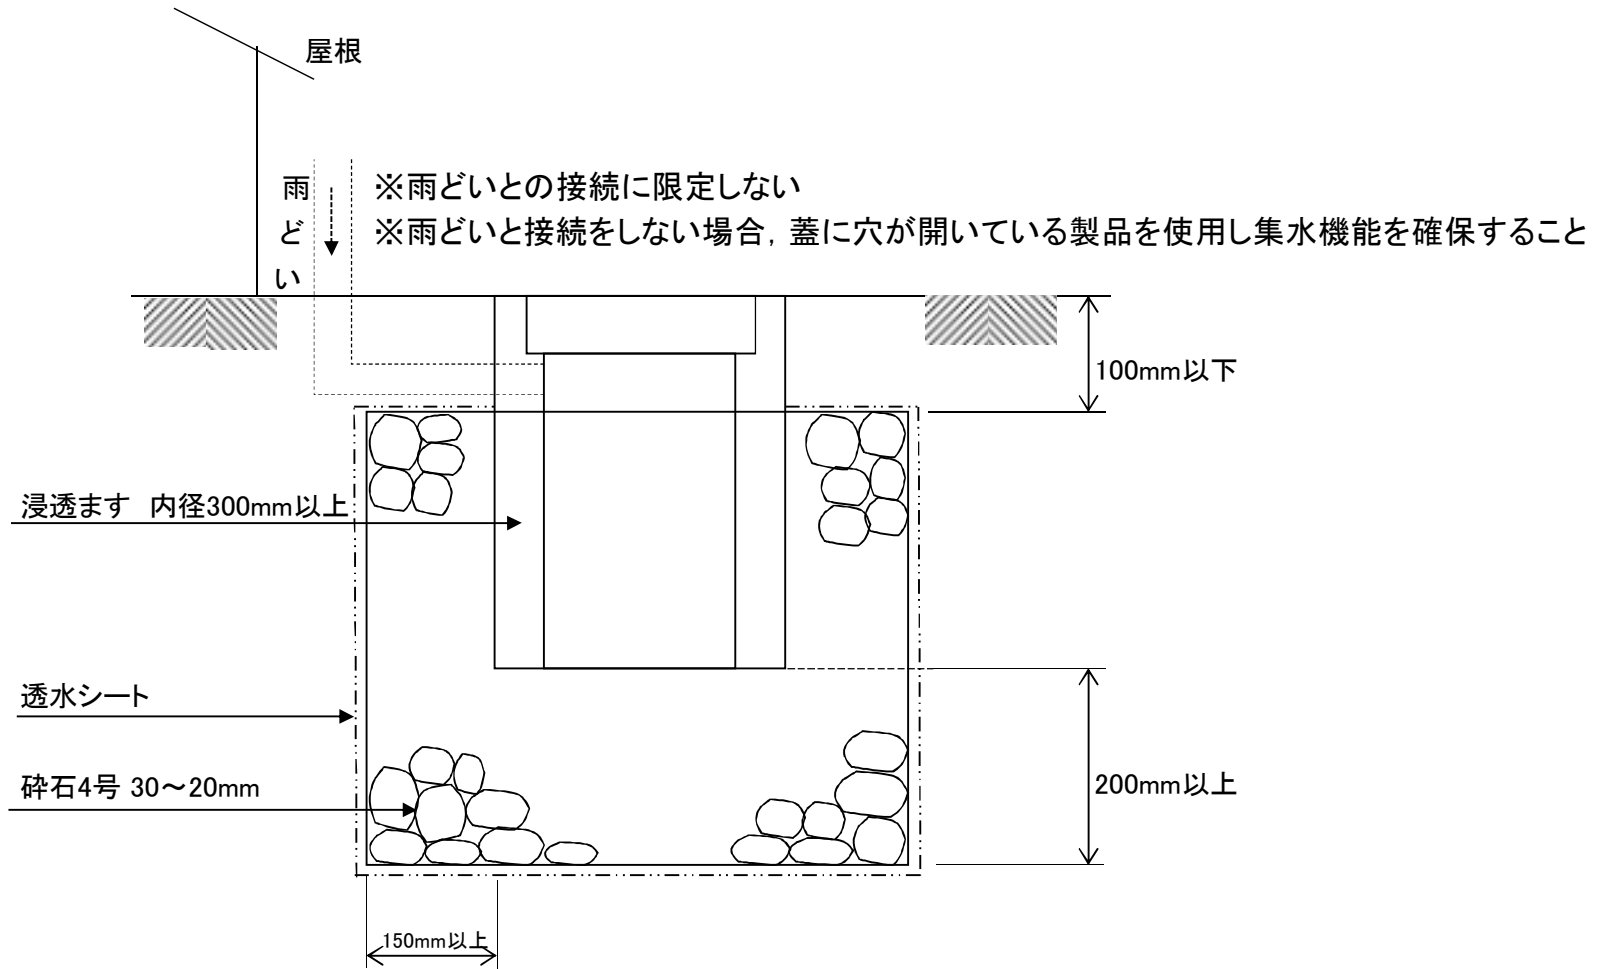 屋根
雨どい
※雨どいとの接続に限定しない
※雨どいと接続をしない場合，蓋に穴が開いている製品を使用し集水機能を確保すること
100mm以下
浸透ます　内径300mm以上
透水シート
砕石4号 30～20mm
200mm以上
150mm以上